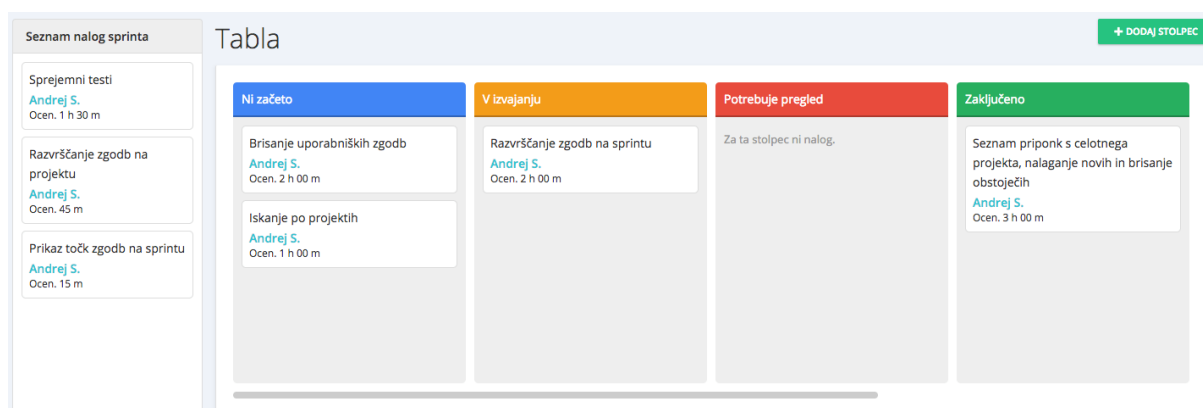 Seznam nalog sprinta
Sprejemni testi
Andrej S.
Ocen. 1 h 30 m
Razvrščanje zgodb na
projektu
Andrej S.
Ocen. 45 m
Prikaz točk zgodb na sprintu
Andrej S.
Ocen. 15 m
Tabla
+ DODAJ STOLPEC
Ni začeto
Brisanje uporabniških zgodb
Andrej S.
Ocen. 2 h 00 m
Iskanje po projektih
Andrej S.
Ocen. 1 h 00 m
V izvajanju
Razvrščanje zgodb na sprintu
Andrej S.
Ocen. 2 h 00 m
Potrebuje pregled
Za ta stolpec ni nalog.
Zaključeno
Seznam priponk s celotnega
projekta, nalaganje novih in brisanje
obstoječih
Andrej S.
Ocen. 3 h 00 m